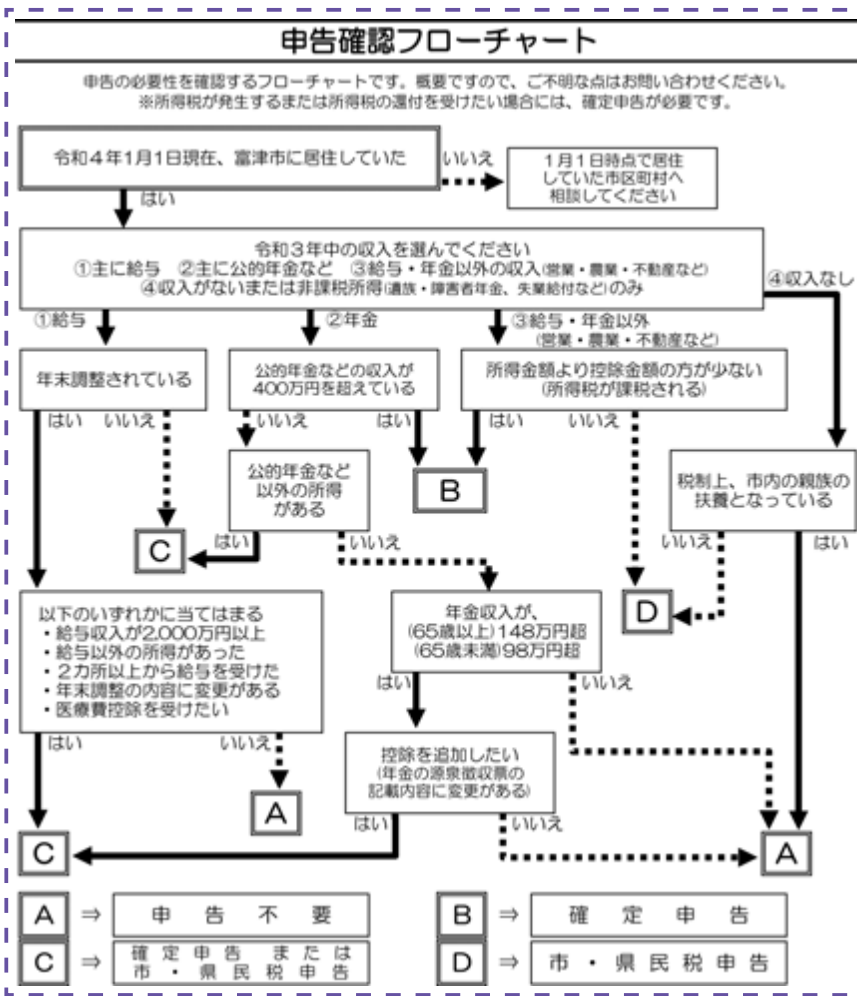 申告確認フローチャート
申告の必要性を確認するフローチャートです。概要ですので、ご不明な点はお問い合わせください。
※所得税が発生するまたは所得税の還付を受けたい場合には、確定申告が必要です。
令和4年1月1日現在、富津市に居住していた
いいえ
1月1日時点で居住
していた市区町村へ
相談してください
はい
令和3年中の収入を選んでください
①主に給与 ②主に公的年金など ③給与・年金以外の収入(営業・農業・不動産など)
④収入がないまたは非課税所得(遺族・障害者年金、失業給付など)のみ
④収入なし
①給与
②年金
③給与・年金以外
(営業・農業・不動産など)
年末調整されている
公的年金などの収入が
400万円を超えている
所得金額より控除金額の方が少ない
(所得税が課税される)
はい いいえ
いいえ はい
はい いいえ
公的年金など
以外の所得
がある
B
税制上、市内の親族の
扶養となっている
C
はい いいえ
いいえ はい
以下のいずれかに当てはまる
・給与収入が2,000万円以上
・給与以外の所得があった
・2カ所以上から給与を受けた
・年末調整の内容に変更がある
・医療費控除を受けたい
年金収入が、
(65歳以上)148万円超
(65歳未満)98万円超
D
はい いいえ
はい いいえ
控除を追加したい
(年金の源泉徴収票の
記載内容に変更がある)
A
はい いいえ
C
A
A ⇒ 申告不要
B ⇒ 確定申告
C ⇒ 確定申告 または
市・県民税申告
D ⇒ 市・県民税申告